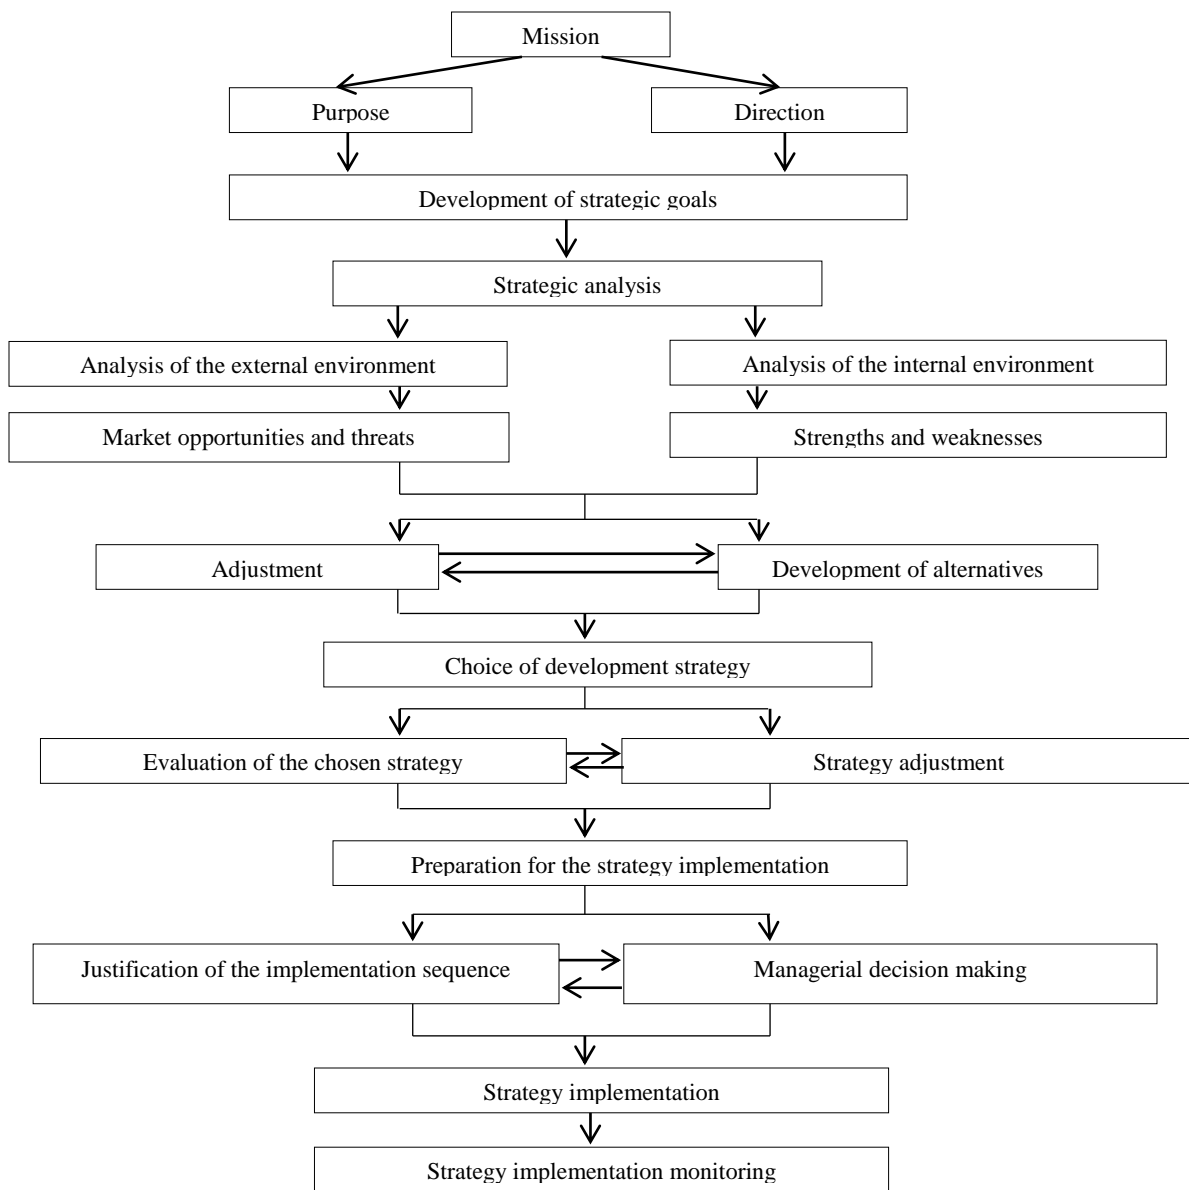 Mission
Purpose
Direction
Development of strategic goals
Strategic analysis
Analysis of the external environment
Analysis of the internal environment
Market opportunities and threats
Strengths and weaknesses
Adjustment
Development of alternatives
Choice of development strategy
Evaluation of the chosen strategy
Strategy adjustment
Preparation for the strategy implementation
Justification of the implementation sequence
Managerial decision making
Strategy implementation
Strategy implementation monitoring